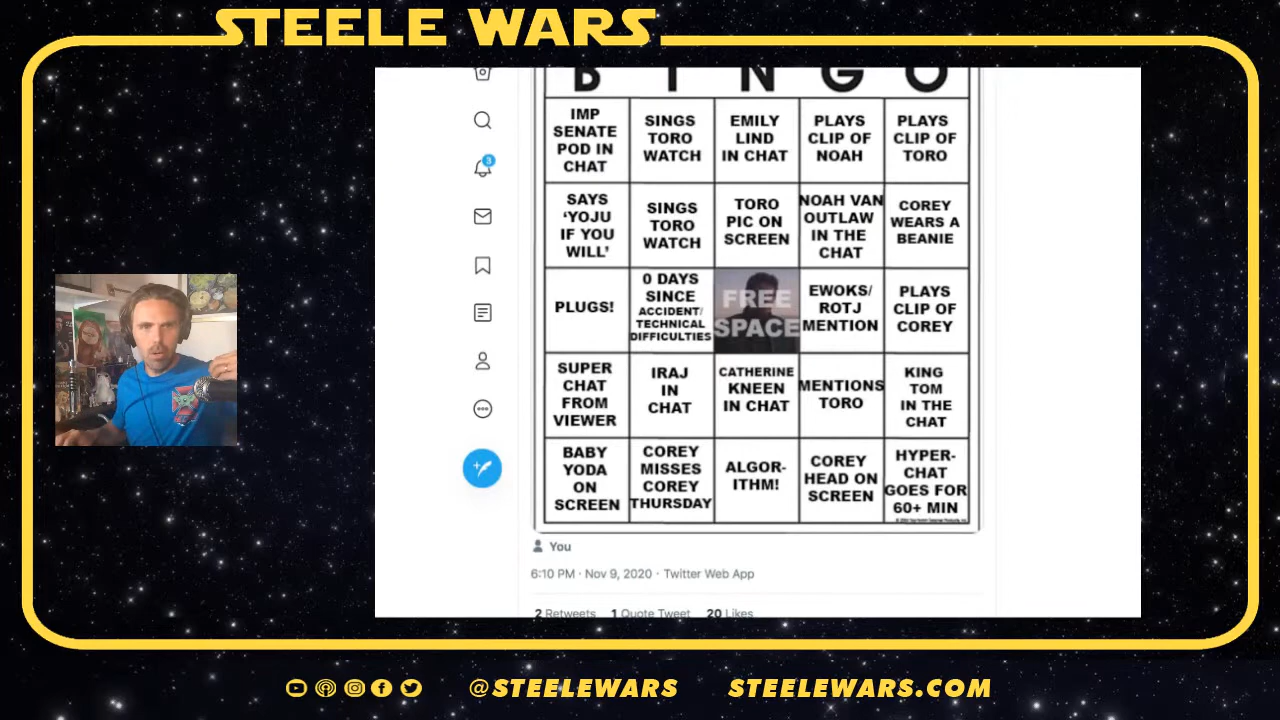 STEELE WARS
B I N G O
IMP
SENATE
POD IN
CHAT
SINGS
TORO
WATCH
EMILY
LIND
IN CHAT
PLAYS
CLIP OF
NOAH
PLAYS
CLIP OF
TORO
SAYS
‘YOJU
IF YOU
WILL’
SINGS
TORO
WATCH
TORO
PIC ON
SCREEN
NOAH VAN
OUTLAW
IN THE
CHAT
COREY
WEARS A
BEANIE
PLUGS!
0 DAYS
SINCE
ACCIDENT/
TECHNICAL
DIFFICULTIES
FREE
SPACE
EWOKS/
ROTJ
MENTION
PLAYS
CLIP OF
COREY
SUPER
CHAT
FROM
VIEWER
IRAJ
IN
CHAT
CATHERINE
KNEEN
IN CHAT
MENTIONS
TORO
KING
TOM
IN THE
CHAT
BABY
YODA
ON
SCREEN
COREY
MISSES
COREY
THURSDAY
ALGOR-
ITHM!
COREY
HEAD ON
SCREEN
HYPER-
CHAT
GOES FOR
60+ MIN
3
You
6:10 PM · Nov 9, 2020 · Twitter Web App
2 Retweets 1 Quote Tweet 20 Likes
@STEELEWARS STEELEWARS.COM